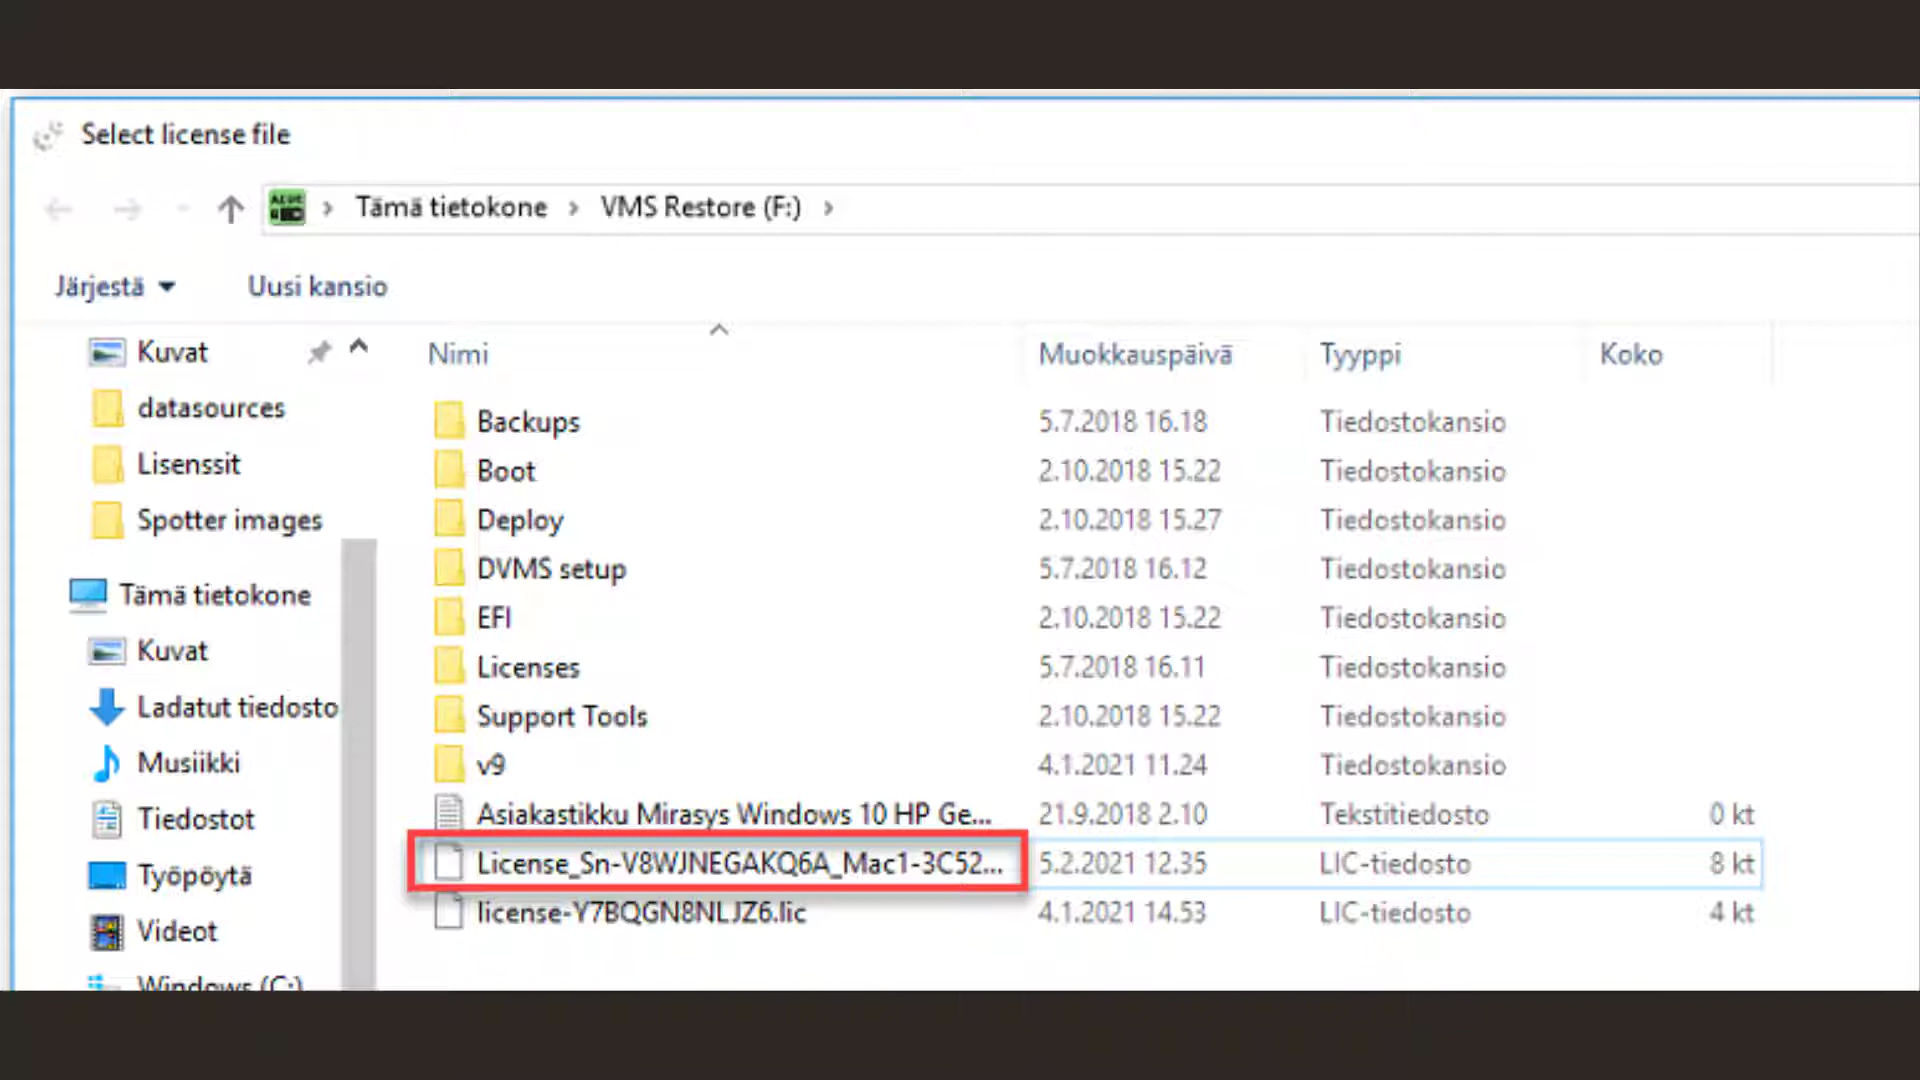 Select license file
Tämä tietokone VMS Restore (F:)
Järjestä Uusi kansio
Nimi Muokkauspäivä Tyyppi Koko
Kuvat
datasources
Lisenssit
Spotter images
Tämä tietokone
Kuvat
Ladatut tiedosto
Musiikki
Tiedostot
Työpöytä
Videot
Windows (C:)
Backups 5.7.2018 16.18 Tiedostokansio
Boot 2.10.2018 15.22 Tiedostokansio
Deploy 2.10.2018 15.27 Tiedostokansio
DVMS setup 5.7.2018 16.12 Tiedostokansio
EFI 2.10.2018 15.22 Tiedostokansio
Licenses 5.7.2018 16.11 Tiedostokansio
Support Tools 2.10.2018 15.22 Tiedostokansio
v9 4.1.2021 11.24 Tiedostokansio
Asiakastikku Mirasys Windows 10 HP Ge... 21.9.2018 2.10 Tekstitiedosto 0 kt
License_Sn-V8WJNEGAKQ6A_Mac1-3C52... 5.2.2021 12.35 LIC-tiedosto 8 kt
license-Y7BQGN8NLJZ6.lic 4.1.2021 14.53 LIC-tiedosto 4 kt